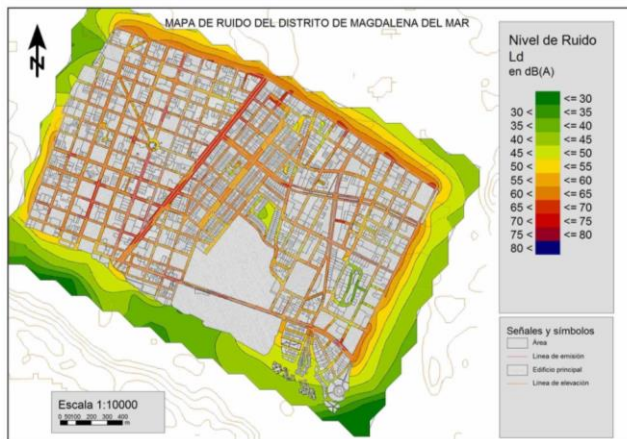 MAPA DE RUIDO DEL DISTRITO DE MAGDALENA DEL MAR
N
Nivel de Ruido
Ld
en dB(A)
<= 30
30 < <= 35
35 < <= 40
40 < <= 45
45 < <= 50
50 < <= 55
55 < <= 60
60 < <= 65
65 < <= 70
70 < <= 75
75 < <= 80
80 <
Señales y símbolos
Área
Línea de emisión
Edificio principal
Línea de elevación
Escala 1:10000
0 50 100 200 300 400
m